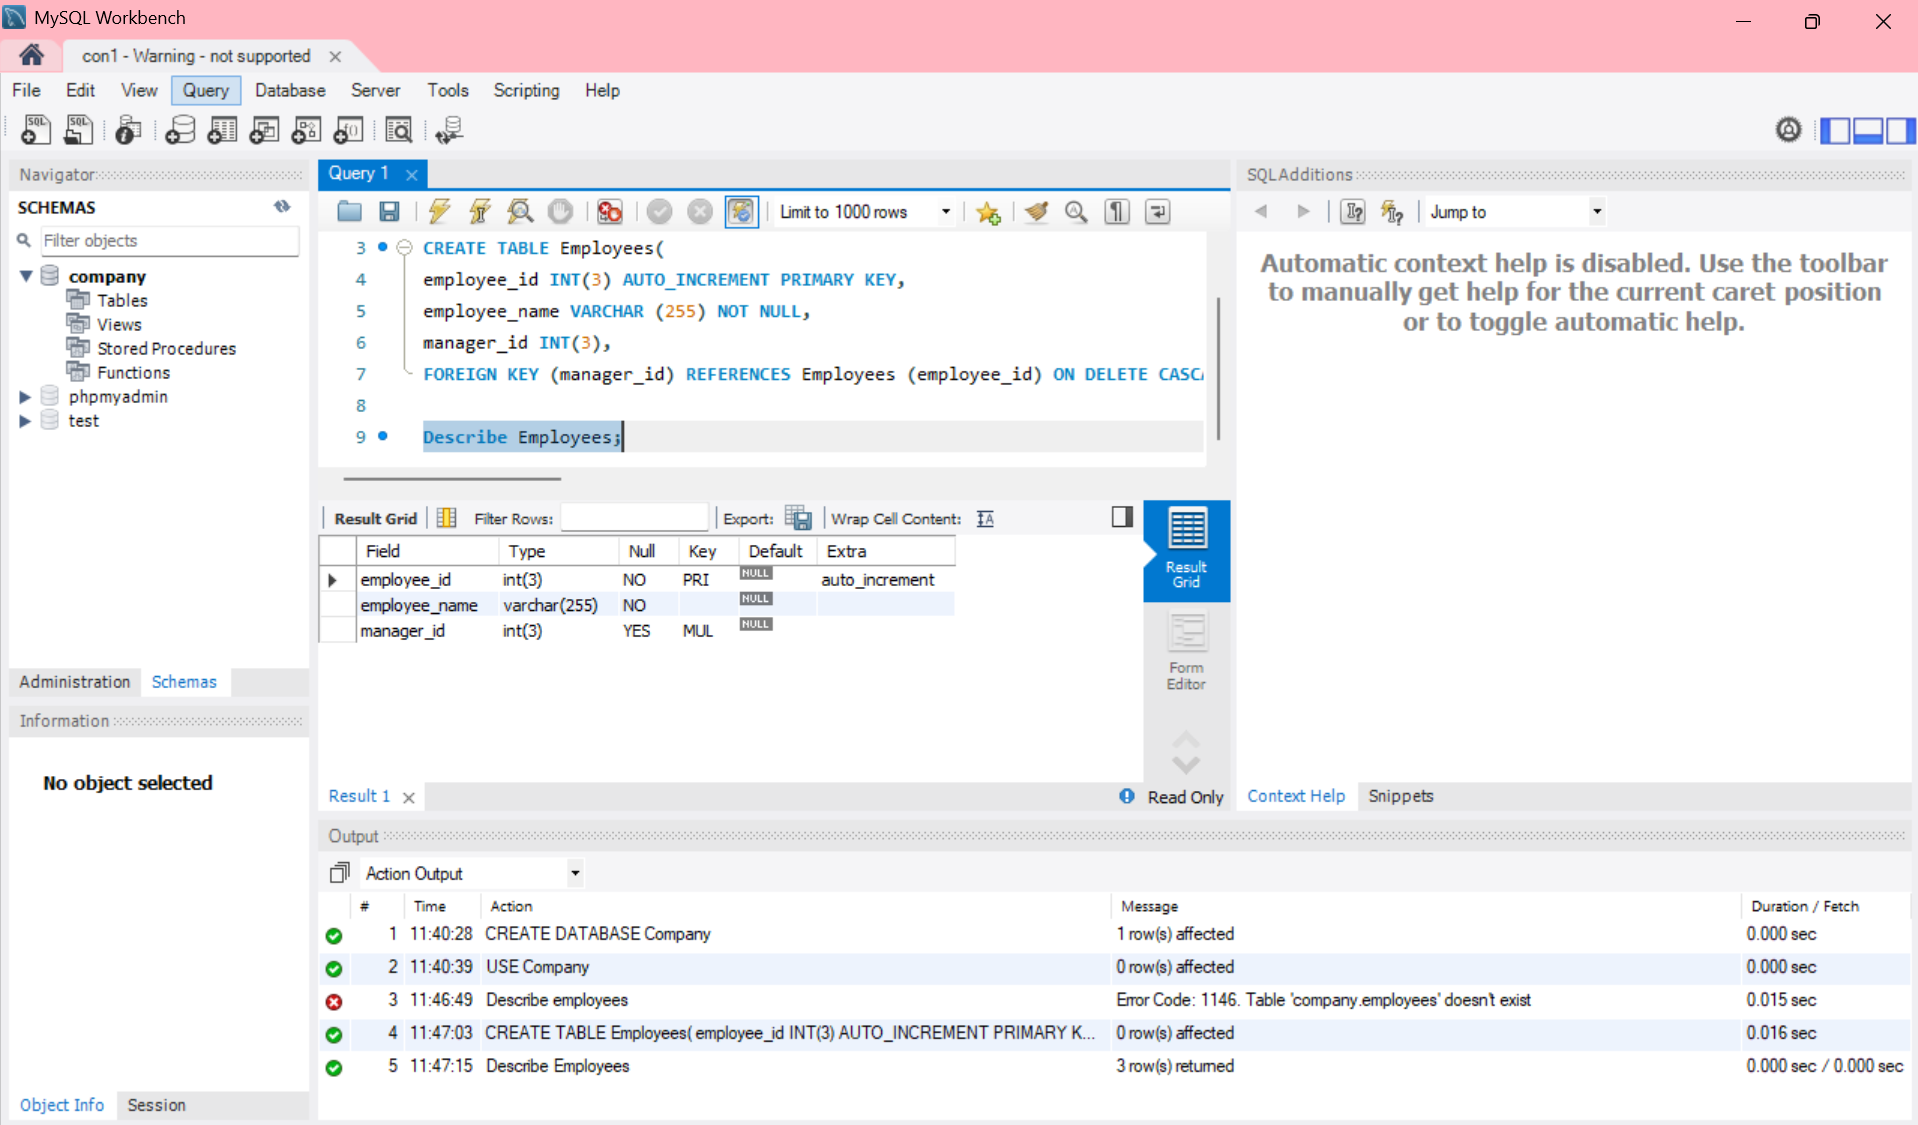 MySQL Workbench
con1 - Warning - not supported
File Edit View Query Database Server Tools Scripting Help
SQL SQL
Navigator
SCHEMAS
Filter objects
company
Tables
Views
Stored Procedures
Functions
phpmyadmin
test
Administration Schemas
Information
No object selected
Object Info Session
Query 1
Limit to 1000 rows
3 CREATE TABLE Employees(
4 employee_id INT(3) AUTO_INCREMENT PRIMARY KEY,
5 employee_name VARCHAR (255) NOT NULL,
6 manager_id INT(3),
7 FOREIGN KEY (manager_id) REFERENCES Employees (employee_id) ON DELETE CASC
8
9 Describe Employees;
Result Grid Filter Rows: Export: Wrap Cell Content:
Field Type Null Key Default Extra
employee_id int(3) NO PRI NULL auto_increment
employee_name varchar(255) NO NULL
manager_id int(3) YES MUL NULL
Result
Grid
Form
Editor
Result 1 Read Only
SQLAdditions
Jump to
Automatic context help is disabled. Use the toolbar
to manually get help for the current caret position
or to toggle automatic help.
Context Help Snippets
Output
Action Output
# Time Action Message Duration / Fetch
1 11:40:28 CREATE DATABASE Company 1 row(s) affected 0.000 sec
2 11:40:39 USE Company 0 row(s) affected 0.000 sec
3 11:46:49 Describe employees Error Code: 1146. Table 'company.employees' doesn't exist 0.015 sec
4 11:47:03 CREATE TABLE Employees( employee_id INT(3) AUTO_INCREMENT PRIMARY K... 0 row(s) affected 0.016 sec
5 11:47:15 Describe Employees 3 row(s) returned 0.000 sec / 0.000 sec